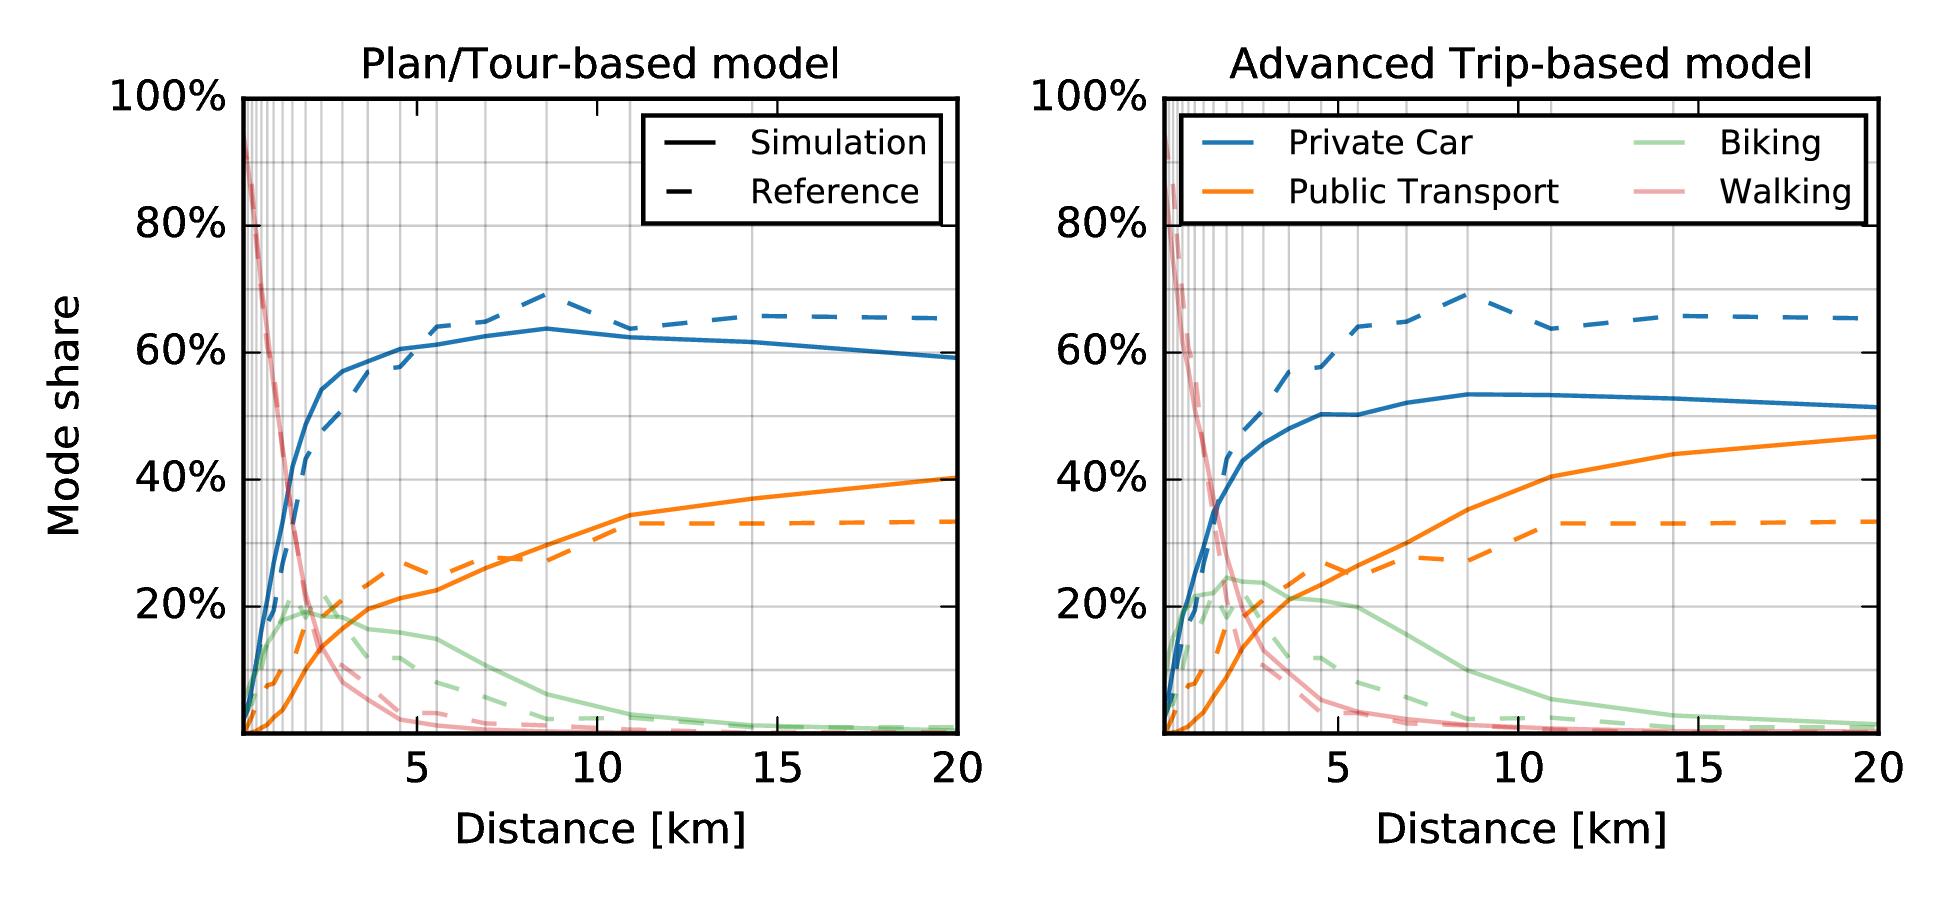 Plan/Tour-based model
100%
80%
60%
40%
20%
Mode share
Simulation
Reference
5 10 15 20
Distance [km]
Advanced Trip-based model
100%
80%
60%
40%
20%
Private Car Biking
Public Transport Walking
5 10 15 20
Distance [km]